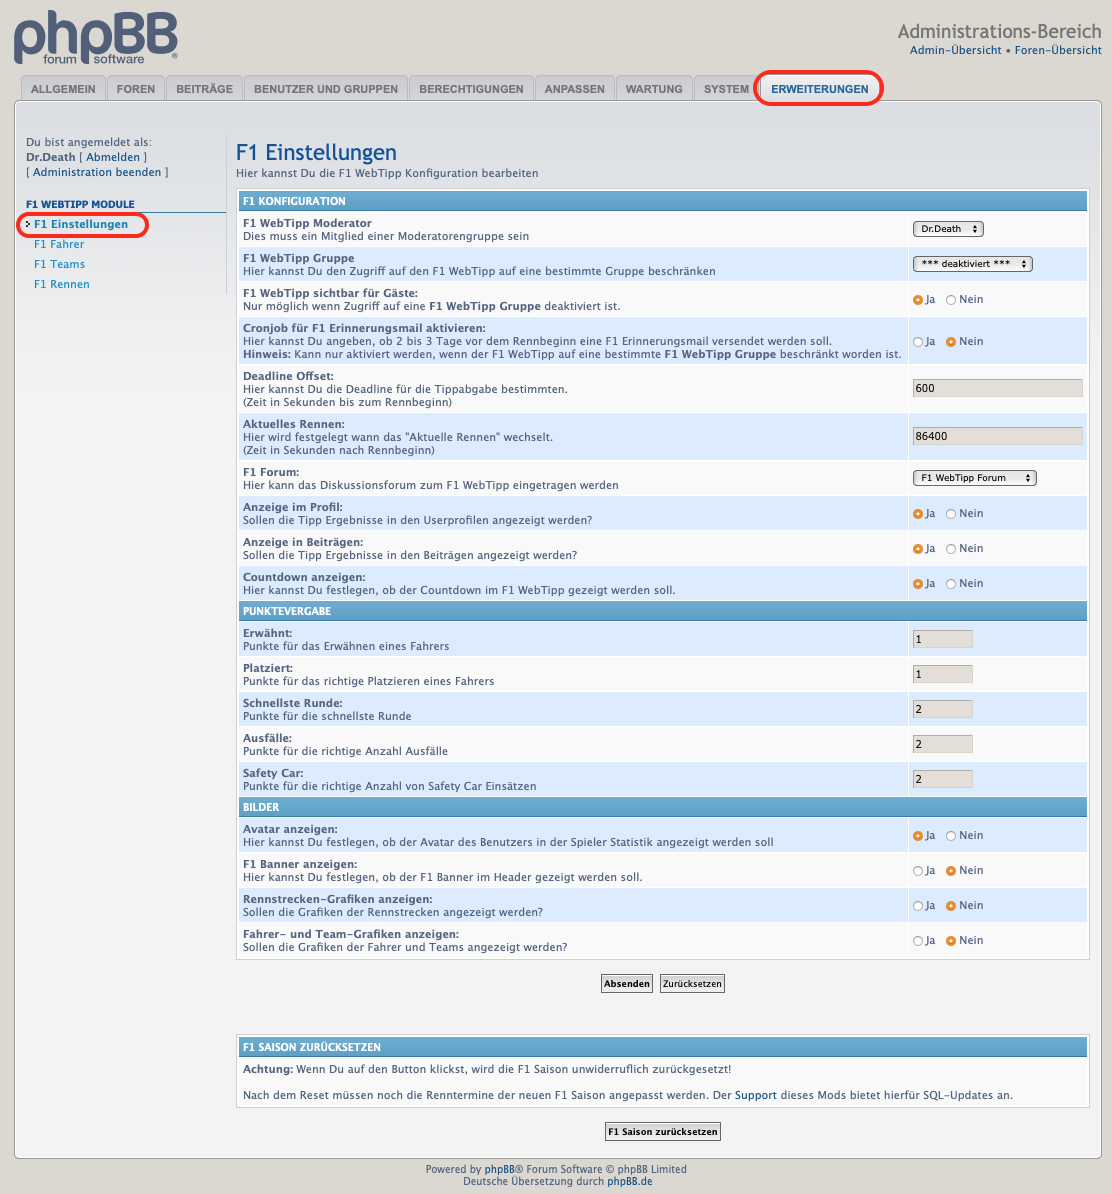 phpBB®
forum software
Administrations-Bereich
Admin-Übersicht • Foren-Übersicht
ALLGEMEIN FOREN BEITRÄGE BENUTZER UND GRUPPEN BERECHTIGUNGEN ANPASSEN WARTUNG SYSTEM ERWEITERUNGEN
Du bist angemeldet als:
Dr.Death [ Abmelden ]
[ Administration beenden ]
F1 WEBTIPP MODULE
F1 Einstellungen
F1 Fahrer
F1 Teams
F1 Rennen
F1 Einstellungen
Hier kannst Du die F1 WebTipp Konfiguration bearbeiten
F1 KONFIGURATION
F1 WebTipp Moderator
Dies muss ein Mitglied einer Moderatorengruppe sein
Dr.Death
F1 WebTipp Gruppe
Hier kannst Du den Zugriff auf den F1 WebTipp auf eine bestimmte Gruppe beschränken
*** deaktiviert ***
F1 WebTipp sichtbar für Gäste:
Nur möglich wenn Zugriff auf eine F1 WebTipp Gruppe deaktiviert ist.
Ja Nein
Cronjob für F1 Erinnerungsmail aktivieren:
Hier kannst Du angeben, ob 2 bis 3 Tage vor dem Rennbeginn eine F1 Erinnerungsmail versendet werden soll.
Hinweis: Kann nur aktiviert werden, wenn der F1 WebTipp auf eine bestimmte F1 WebTipp Gruppe beschränkt worden ist.
Ja Nein
Deadline Offset:
Hier kannst Du die Deadline für die Tippabgabe bestimmten.
(Zeit in Sekunden bis zum Rennbeginn)
600
Aktuelles Rennen:
Hier wird festgelegt wann das "Aktuelle Rennen" wechselt.
(Zeit in Sekunden nach Rennbeginn)
86400
F1 Forum:
Hier kann das Diskussionsforum zum F1 WebTipp eingetragen werden
F1 WebTipp Forum
Anzeige im Profil:
Sollen die Tipp Ergebnisse in den Userprofilen angezeigt werden?
Ja Nein
Anzeige in Beiträgen:
Sollen die Tipp Ergebnisse in den Beiträgen angezeigt werden?
Ja Nein
Countdown anzeigen:
Hier kannst Du festlegen, ob der Countdown im F1 WebTipp gezeigt werden soll.
Ja Nein
PUNKTEVERGABE
Erwähnt:
Punkte für das Erwähnen eines Fahrers
1
Platziert:
Punkte für das richtige Platzieren eines Fahrers
1
Schnellste Runde:
Punkte für die schnellste Runde
2
Ausfälle:
Punkte für die richtige Anzahl Ausfälle
2
Safety Car:
Punkte für die richtige Anzahl von Safety Car Einsätzen
2
BILDER
Avatar anzeigen:
Hier kannst Du festlegen, ob der Avatar des Benutzers in der Spieler Statistik angezeigt werden soll
Ja Nein
F1 Banner anzeigen:
Hier kannst Du festlegen, ob der F1 Banner im Header gezeigt werden soll.
Ja Nein
Rennstrecken-Grafiken anzeigen:
Sollen die Grafiken der Rennstrecken angezeigt werden?
Ja Nein
Fahrer- und Team-Grafiken anzeigen:
Sollen die Grafiken der Fahrer und Teams angezeigt werden?
Ja Nein
Absenden Zurücksetzen
F1 SAISON ZURÜCKSETZEN
Achtung: Wenn Du auf den Button klickst, wird die F1 Saison unwiderruflich zurückgesetzt!
Nach dem Reset müssen noch die Renntermine der neuen F1 Saison angepasst werden. Der Support dieses Mods bietet hierfür SQL-Updates an.
F1 Saison zurücksetzen
Powered by phpBB® Forum Software © phpBB Limited
Deutsche Übersetzung durch phpBB.de